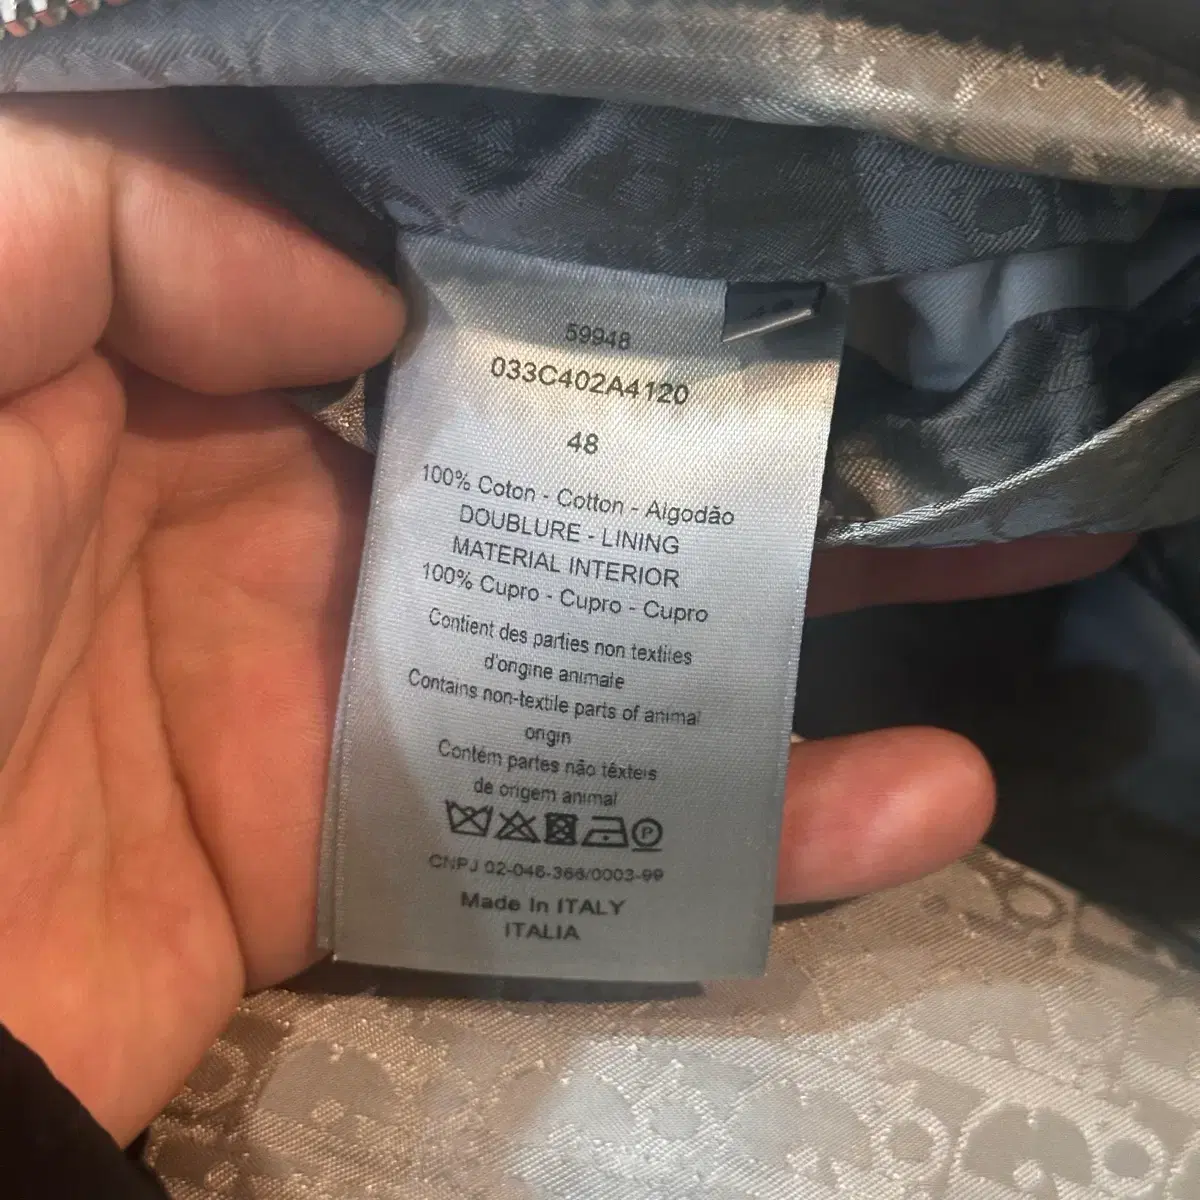 59948
033C402A4120
48
100% Coton - Cotton - Algodão
DOUBLURE - LINING
MATERIAL INTERIOR
100% Cupro - Cupro - Cupro
Contient des parties non textiles
d'origine animale
Contains non-textile parts of animal
origin
Contém partes não têxteis
de origem animal
P
CNPJ 02-046-366/0003-99
Made In ITALY
ITALIA